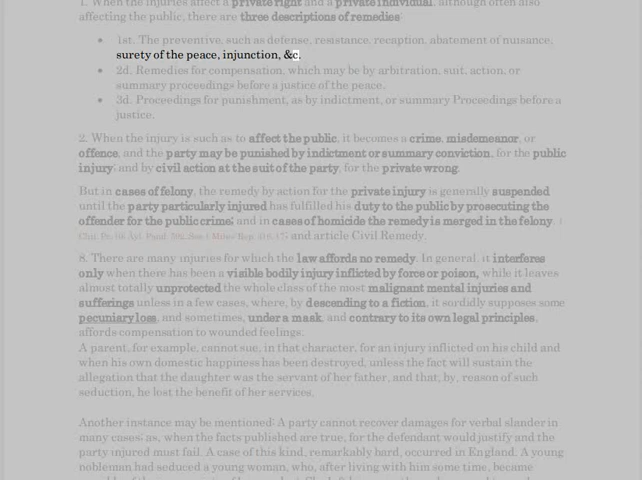 1. When the injuries affect a private right and a private individual, although often also
affecting the public, there are three descriptions of remedies:
1st. The preventive, such as defense, resistance, recaption, abatement of nuisance,
surety of the peace, injunction, &c.
2d. Remedies for compensation, which may be by arbitration, suit, action, or
summary proceedings before a justice of the peace.
3d. Proceedings for punishment, as by indictment, or summary Proceedings before a
justice.
2. When the injury is such as to affect the public, it becomes a crime, misdemeanor, or
offence, and the party may be punished by indictment or summary conviction, for the public
injury; and by civil action at the suit of the party, for the private wrong.
But in cases of felony, the remedy by action for the private injury is generally suspended
until the party particularly injured has fulfilled his duty to the public by prosecuting the
offender for the public crime; and in cases of homicide the remedy is merged in the felony. 1
and article Civil Remedy.
8. There are many injuries for which the law affords no remedy. In general, it interferes
only when there has been a visible bodily injury inflicted by force or poison, while it leaves
almost totally unprotected the whole class of the most malignant mental injuries and
sufferings unless in a few cases, where, by descending to a fiction, it sordidly supposes some
pecuniary loss, and sometimes, under a mask, and contrary to its own legal principles,
affords compensation to wounded feelings.
A parent, for example, cannot sue, in that character, for an injury inflicted on his child and
when his own domestic happiness has been destroyed, unless the fact will sustain the
allegation that the daughter was the servant of her father, and that, by, reason of such
seduction, he lost the benefit of her services.
Another instance may be mentioned: A party cannot recover damages for verbal slander in
many cases; as, when the facts published are true, for the defendant would justify and the
party injured must fail. A case of this kind, remarkably hard, occurred in England. A young
nobleman had seduced a young woman, who, after living with him some time, became